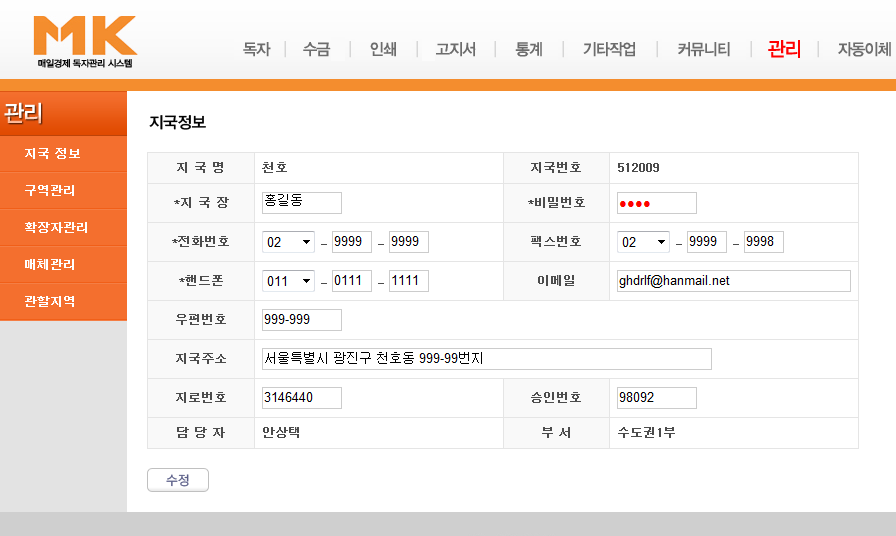 MK
매일경제 독자관리 시스템
독자 | 수금 | 인쇄 | 고지서 | 통계 | 기타작업 | 커뮤니티 | 관리 | 자동이체
관리
지국 정보
구역관리
확장자관리
매체관리
관할지역
지국정보
지 국 명 천호 지국번호 512009
*지 국 장 홍길동 *비밀번호 ●●●●
*전화번호 02 – 9999 – 9999 팩스번호 02 – 9999 – 9998
*핸드폰 011 – 0111 – 1111 이메일 ghdrlf@hanmail.net
우편번호 999-999
지국주소 서울특별시 광진구 천호동 999-99번지
지로번호 3146440 승인번호 98092
담 당 자 안상택 부 서 수도권1부
수정